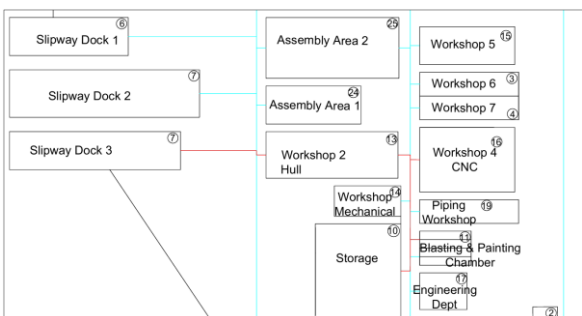 6
Slipway Dock 1
7
Slipway Dock 2
7
Slipway Dock 3
25
Assembly Area 2
24
Assembly Area 1
13
Workshop 2
Hull
14
Workshop
Mechanical
10
Storage
15
Workshop 5
Workshop 6 3
Workshop 7 4
16
Workshop 4
CNC
Piping 19
Workshop
11
Blasting & Painting
Chamber
17
Engineering
Dept
2